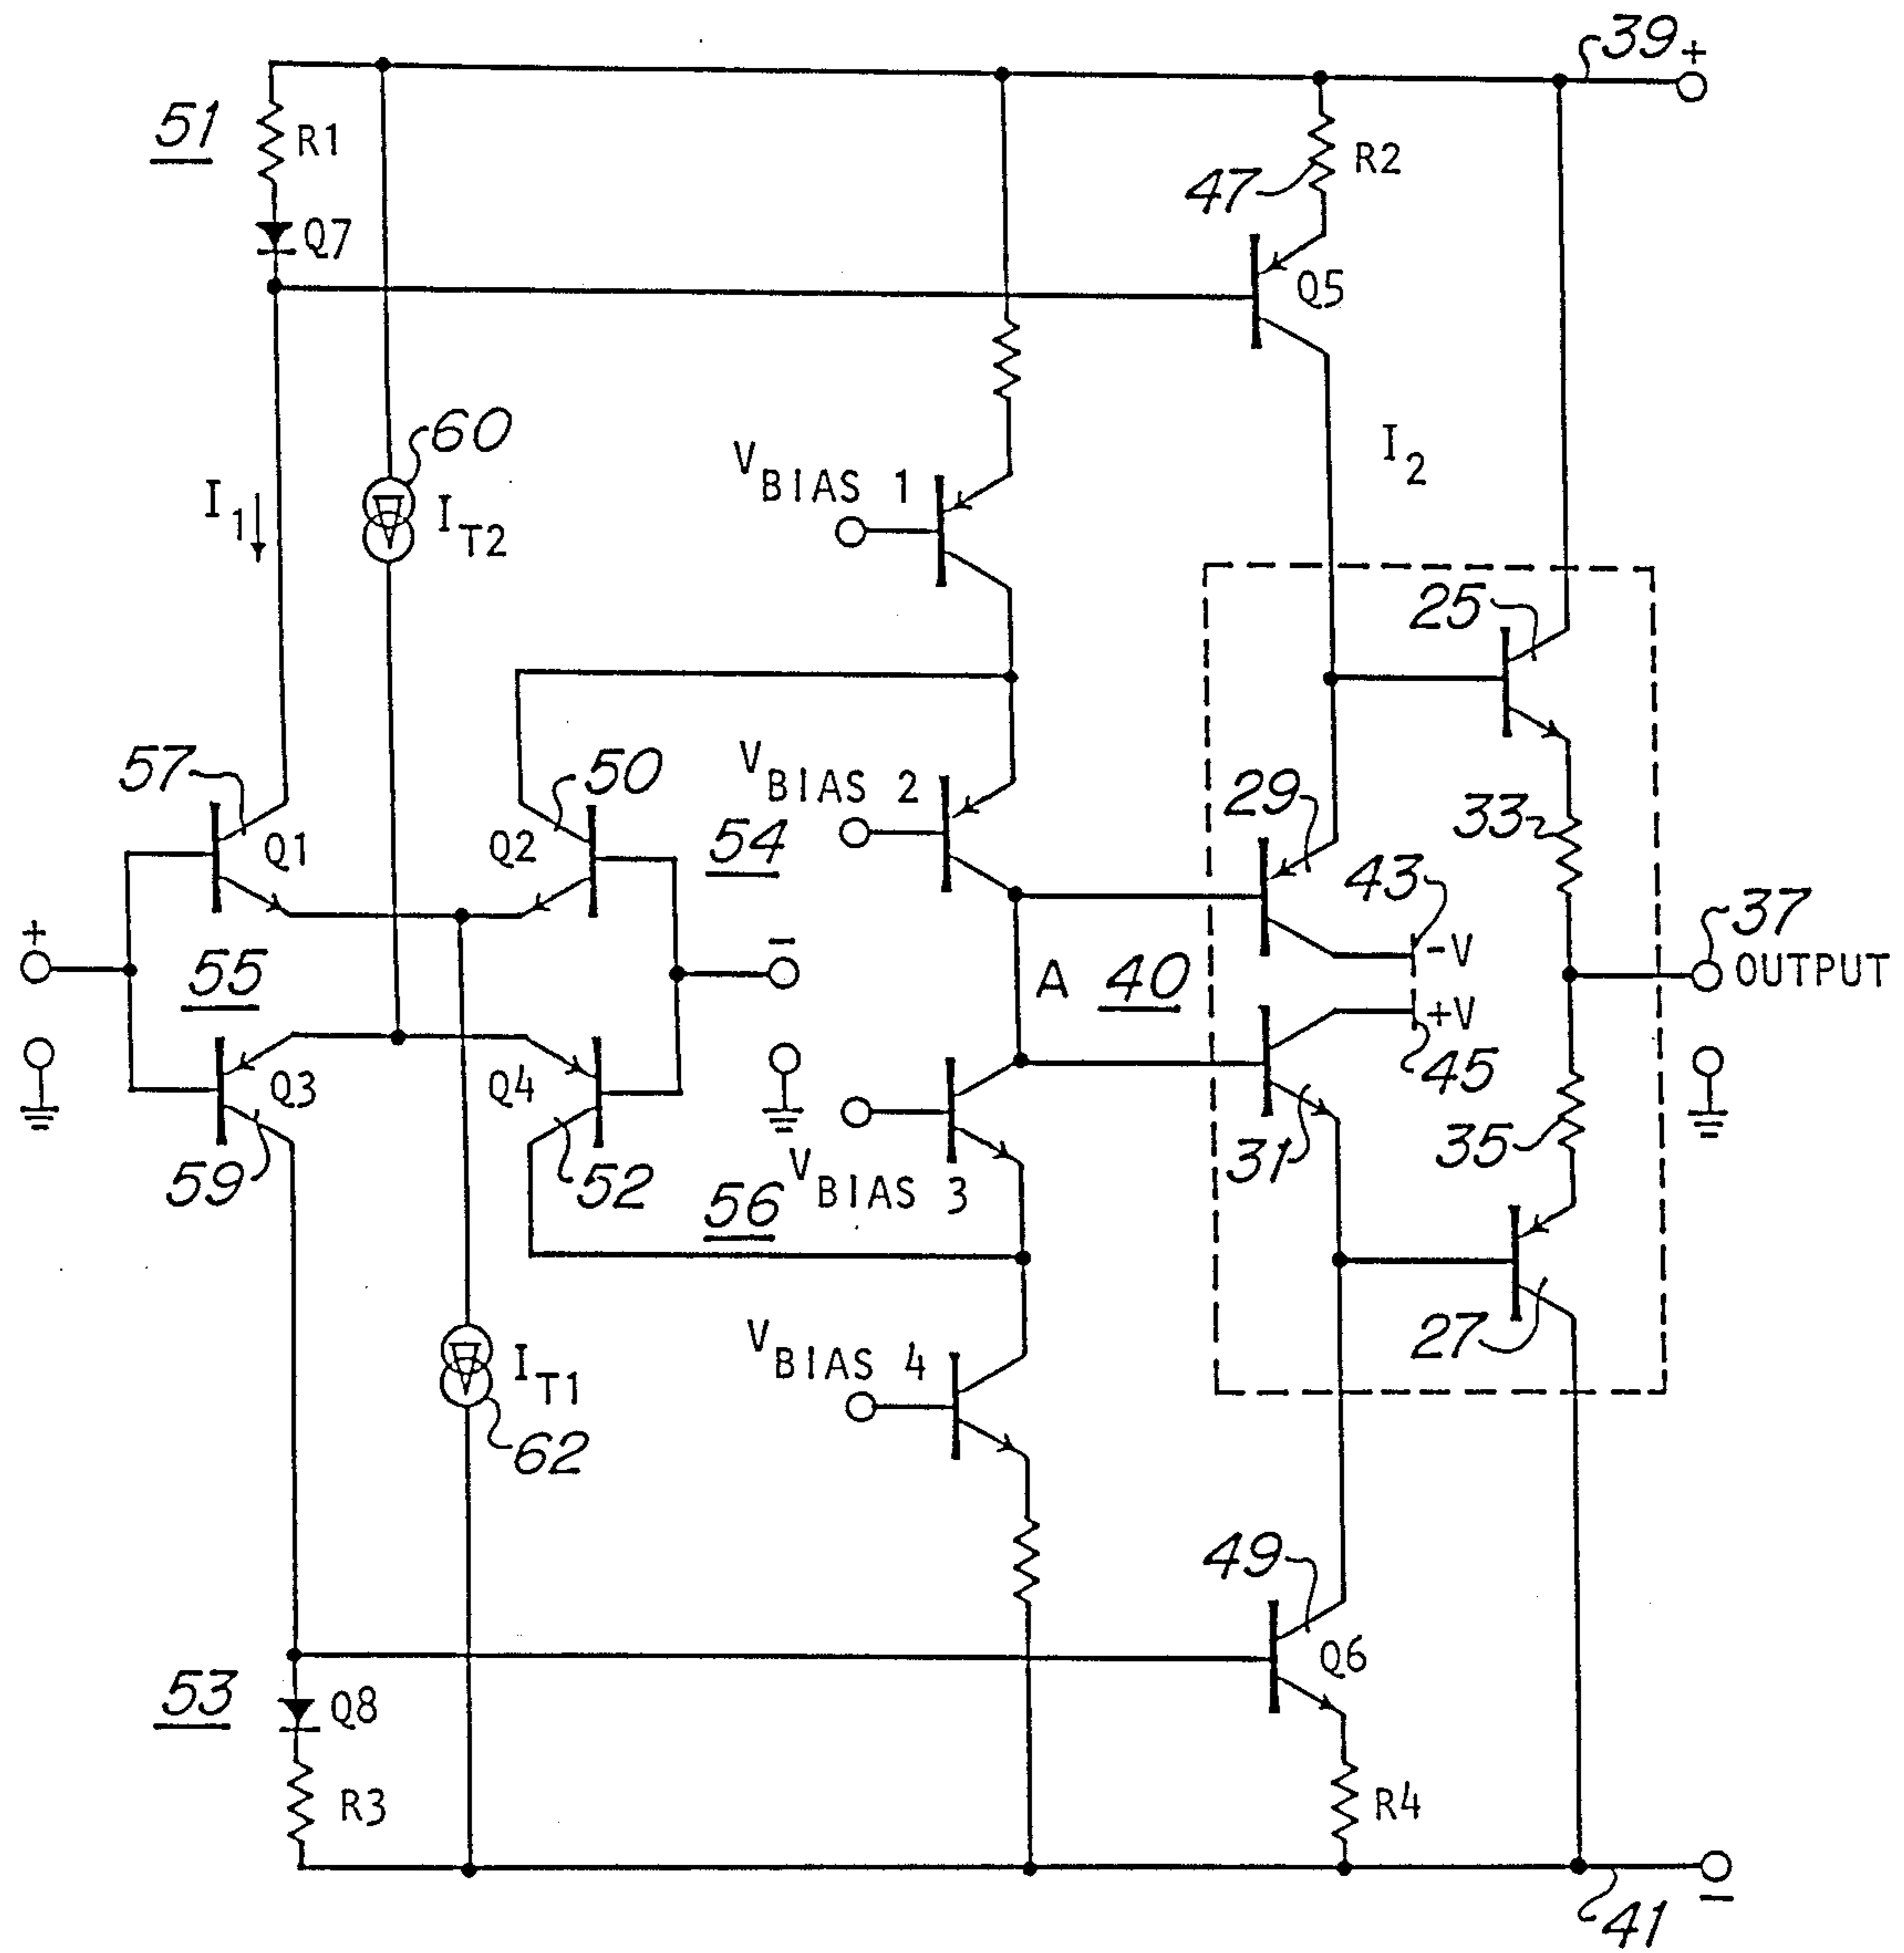 39 +
51
R1
R2
47
Q7
Q5
60
I2
VBIAS 1
I1
IT2
25
57
50
VBIAS 2
29
33
Q1
Q2
54
43
37
+
−
-V
55
A
40
OUTPUT
+V
45
Q3
Q4
31
35
59
52
VBIAS 3
56
27
VBIAS 4
IT1
62
49
Q6
53
Q8
R3
R4
−
41